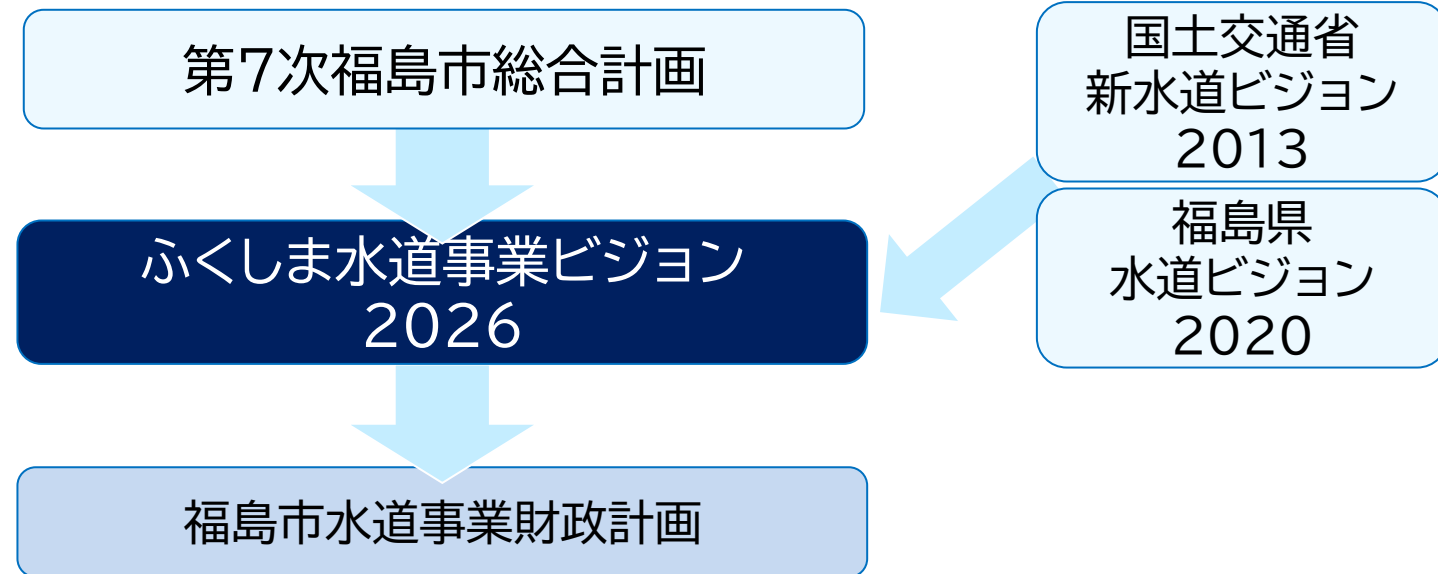 第7次福島市総合計画
国土交通省
新水道ビジョン
2013
ふくしま水道事業ビジョン
2026
福島県
水道ビジョン
2020
福島市水道事業財政計画